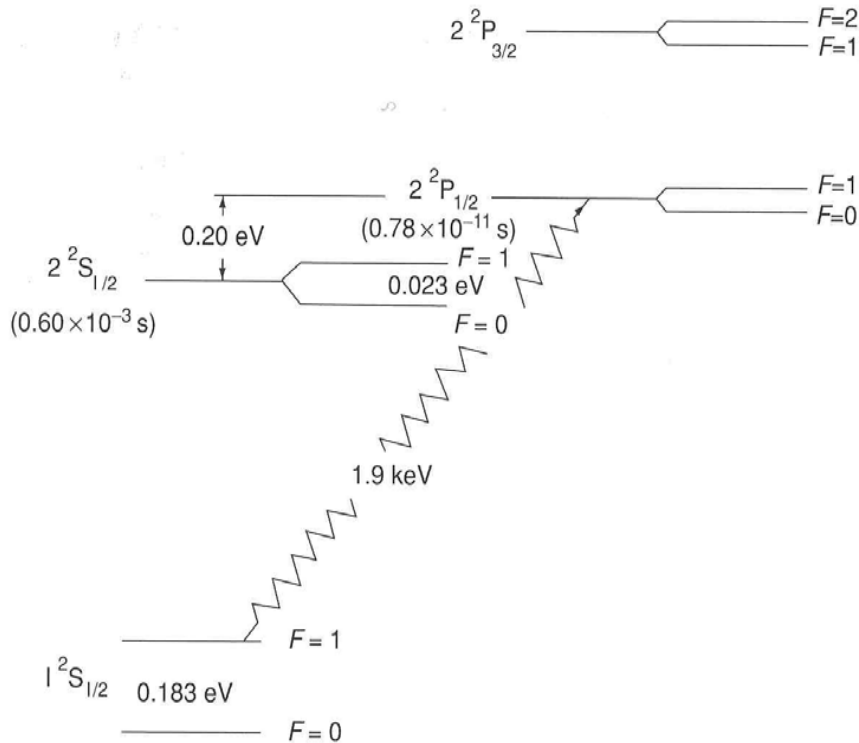 2 ²P3/2
F=2
F=1
2 ²P1/2
F=1
F=0
(0.78×10⁻¹¹ s)
0.20 eV
2 ²S1/2
F = 1
0.023 eV
F = 0
(0.60×10⁻³ s)
1.9 keV
F = 1
1 ²S1/2
0.183 eV
F = 0